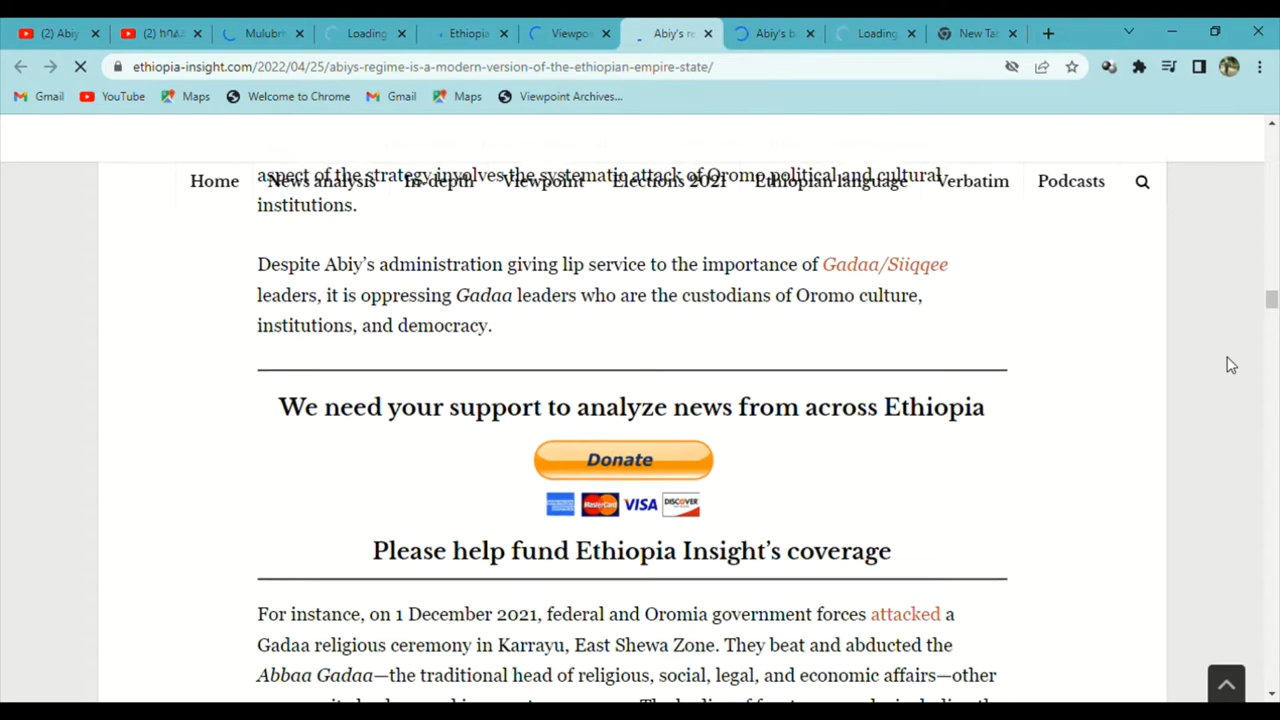 (2) Abiy
(2) ከባል
Mulubrh
Loading
Ethiopia
Viewpoi
Abiy's re
Abiy's b
Loading
New Tab
ethiopia-insight.com/2022/04/25/abiys-regime-is-a-modern-version-of-the-ethiopian-empire-state/
Gmail
YouTube
Maps
Welcome to Chrome
Gmail
Maps
Viewpoint Archives...
aspect of the strategy involves the systematic attack of Oromo political and cultural
Home
News analysis
In-depth
Viewpoint
Elections 2021
Ethiopian language
Verbatim
Podcasts
institutions.
Despite Abiy's administration giving lip service to the importance of Gadaa/Siiqqee
leaders, it is oppressing Gadaa leaders who are the custodians of Oromo culture,
institutions, and democracy.
We need your support to analyze news from across Ethiopia
Donate
MasterCard VISA DISCOVER
Please help fund Ethiopia Insight's coverage
For instance, on 1 December 2021, federal and Oromia government forces attacked a
Gadaa religious ceremony in Karrayu, East Shewa Zone. They beat and abducted the
Abbaa Gadaa—the traditional head of religious, social, legal, and economic affairs—other